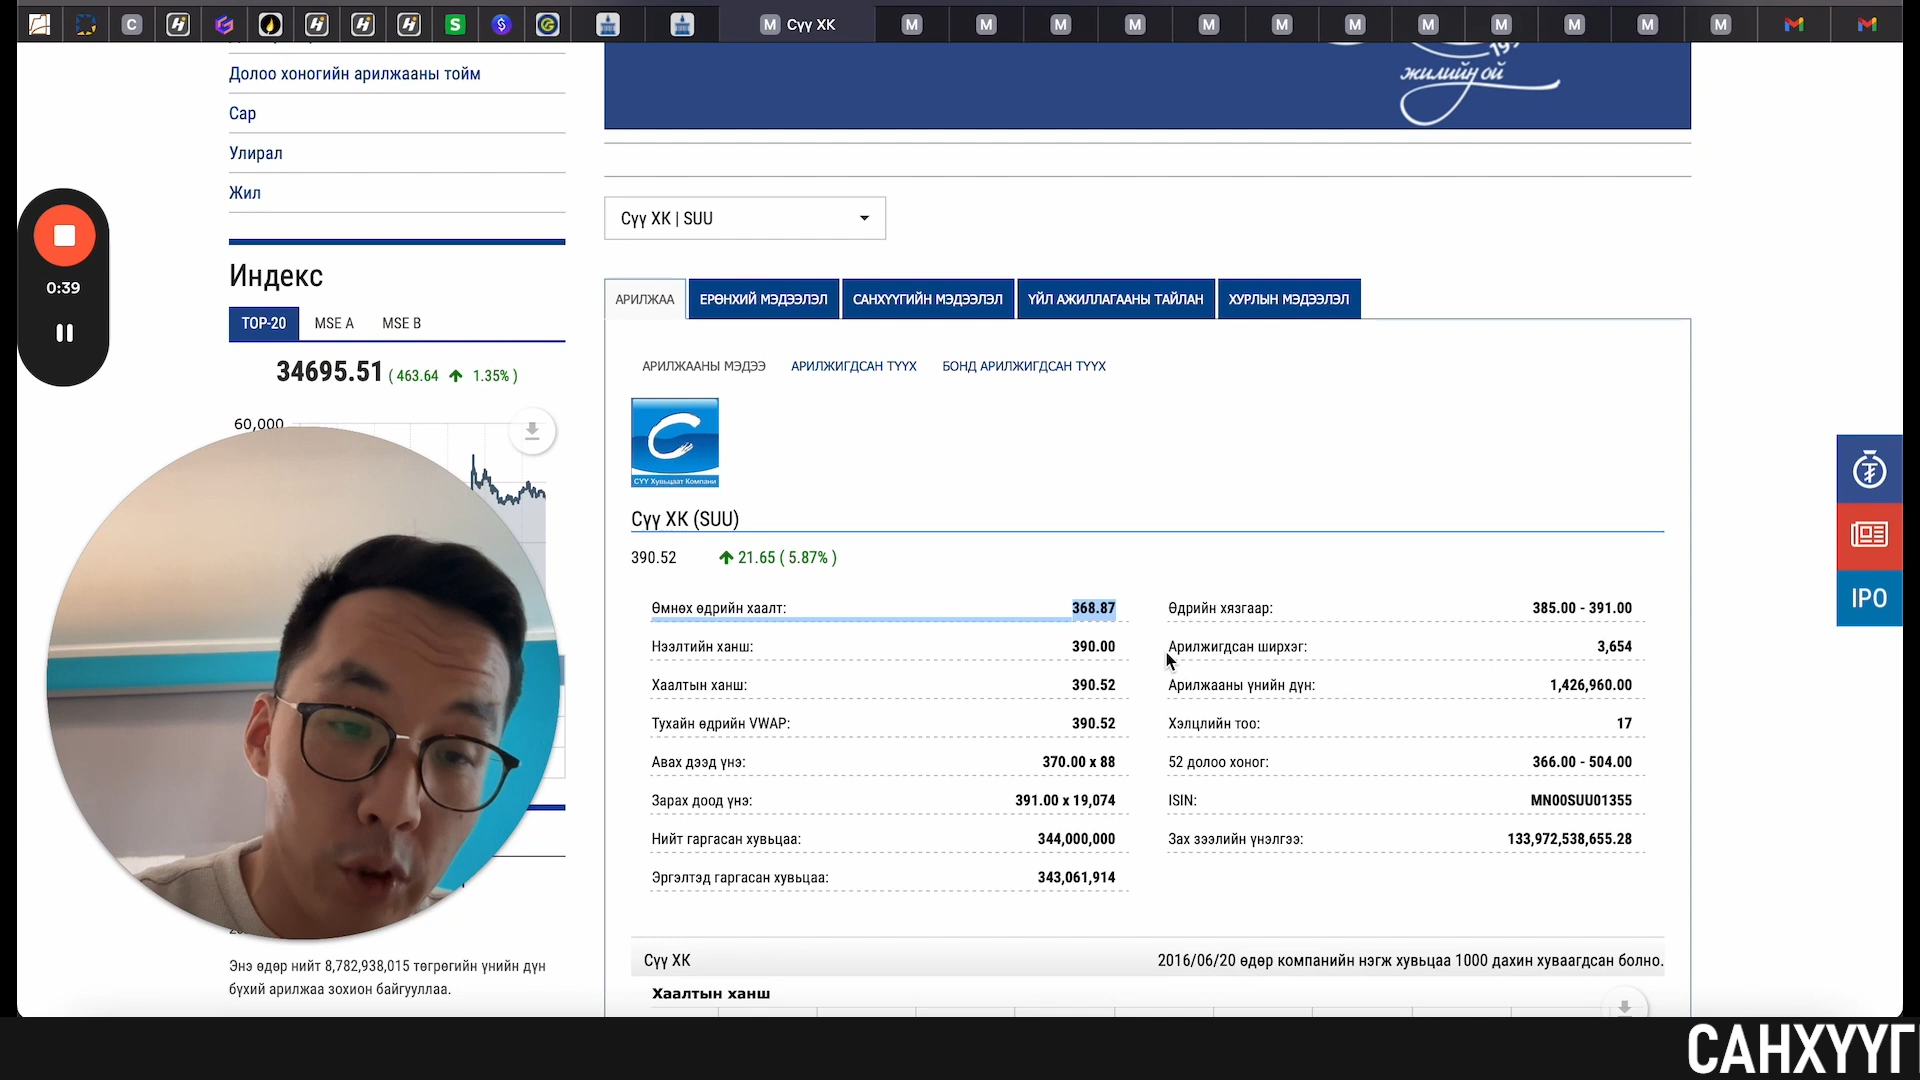 C
S
M Сүү ХК
M
M
M
M
M
M
M
M
M
M
M
M
Долоо хоногийн арилжааны тойм
Сар
Улирал
Жил
жилийн ой
Сүү ХК | SUU
0:39
Индекс
TOP-20 MSE A MSE B
34695.51 ( 463.64 1.35% )
60,000
АРИЛЖАА
ЕРӨНХИЙ МЭДЭЭЛЭЛ
САНХҮҮГИЙН МЭДЭЭЛЭЛ
ҮЙЛ АЖИЛЛАГААНЫ ТАЙЛАН
ХУРЛЫН МЭДЭЭЛЭЛ
АРИЛЖААНЫ МЭДЭЭ АРИЛЖИГДСАН ТҮҮХ БОНД АРИЛЖИГДСАН ТҮҮХ
СҮҮ Хувьцаат Компани
Сүү ХК (SUU)
390.52 21.65 ( 5.87% )
Өмнөх өдрийн хаалт: 368.87
Нээлтийн ханш: 390.00
Хаалтын ханш: 390.52
Тухайн өдрийн VWAP: 390.52
Авах дээд үнэ: 370.00 x 88
Зарах доод үнэ: 391.00 x 19,074
Нийт гаргасан хувьцаа: 344,000,000
Эргэлтэд гаргасан хувьцаа: 343,061,914
Өдрийн хязгаар: 385.00 - 391.00
Арилжигдсан ширхэг: 3,654
Арилжааны үнийн дүн: 1,426,960.00
Хэлцлийн тоо: 17
52 долоо хоног: 366.00 - 504.00
ISIN: MN00SUU01355
Зах зээлийн үнэлгээ: 133,972,538,655.28
IPO
Сүү ХК 2016/06/20 өдөр компанийн нэгж хувьцаа 1000 дахин хуваагдсан болно.
Хаалтын ханш
Энэ өдөр нийт 8,782,938,015 төгрөгийн үнийн дүн
бүхий арилжаа зохион байгууллаа.
САНХҮҮГ